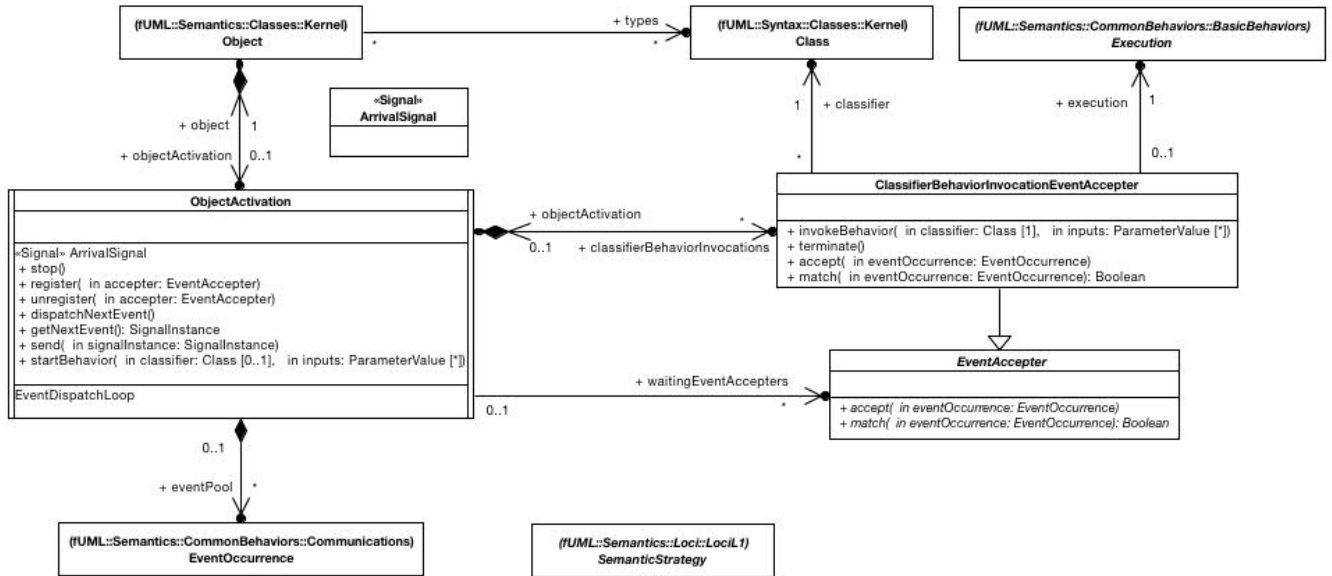 (fUML::Semantics::Classes::Kernel)
Object
+ types
*
*
(fUML::Syntax::Classes::Kernel)
Class
(fUML::Semantics::CommonBehaviors::BasicBehaviors)
Execution
«Signal»
ArrivalSignal
+ object
1
+ objectActivation
0..1
1
+ classifier
*
+ execution
1
0..1
ObjectActivation
«Signal» ArrivalSignal
+ stop()
+ register( in accepter: EventAccepter)
+ unregister( in accepter: EventAccepter)
+ dispatchNextEvent()
+ getNextEvent(): SignalInstance
+ send( in signalInstance: SignalInstance)
+ startBehavior( in classifier: Class [0..1], in inputs: ParameterValue [*])
EventDispatchLoop
+ objectActivation
*
0..1
+ classifierBehaviorInvocations
ClassifierBehaviorInvocationEventAccepter
+ invokeBehavior( in classifier: Class [1], in inputs: ParameterValue [*])
+ terminate()
+ accept( in eventOccurrence: EventOccurrence)
+ match( in eventOccurrence: EventOccurrence): Boolean
+ waitingEventAccepters
0..1
*
EventAccepter
+ accept( in eventOccurrence: EventOccurrence)
+ match( in eventOccurrence: EventOccurrence): Boolean
0..1
+ eventPool
*
(fUML::Semantics::CommonBehaviors::Communications)
EventOccurrence
(fUML::Semantics::Loci::LociL1)
SemanticStrategy